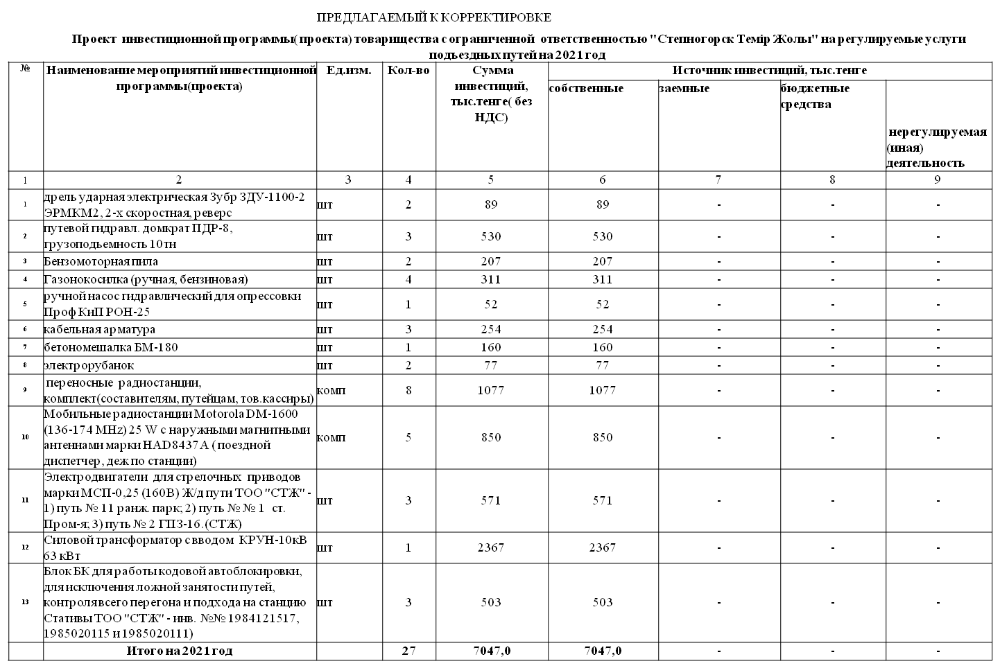 ПРЕДЛАГАЕМЫЙ К КОРРЕКТИРОВКЕ
Проект инвестиционной программы( проекта) товарищества с ограниченной ответственностью "Степногорск Темір Жолы" на регулируемые услуги
подьездных путей на 2021 год
№ Наименование мероприятий инвестиционной Ед.изм. Кол-во Сумма Источник инвестиций, тыс.тенге
программы(проекта) инвестиций, собственные заемные бюджетные
тыс.тенге( без средства
НДС)
нерегулируемая
(иная)
деятельность
1 2 3 4 5 6 7 8 9
1 дрель ударная электрическая Зубр ЗДУ-1100-2
ЭРМКМ2, 2-х скоростная, реверс шт 2 89 89 - - -
2 путевой гидравл. домкрат ПДР-8,
грузоподьемность 10тн шт 3 530 530 - - -
3 Бензомоторная пила шт 2 207 207 - - -
4 Газонокосилка (ручная, бензиновая) шт 4 311 311 - - -
5 ручной насос гидравлический для опрессовки
Проф КиП РОН-25 шт 1 52 52 - - -
6 кабельная арматура шт 3 254 254 - - -
7 бетономешалка БМ-180 шт 1 160 160 - - -
8 электрорубанок шт 2 77 77 - - -
9 переносные радиостанции,
комплект(составителям, путейцам, тов.кассиры) комп 8 1077 1077 - - -
10 Мобильные радиостанции Motorola DM-1600
(136-174 MHz) 25 W с наружными магнитными
антеннами марки HAD8437A ( поездной
диспетчер, деж по станции) комп 5 850 850 - - -
11 Электродвигатели для стрелочных приводов
марки МСП-0,25 (160В) Ж/д пути ТОО "СТЖ" -
1) путь № 11 ранж. парк; 2) путь № № 1 ст.
Пром-я; 3) путь № 2 ГПЗ-16.(СТЖ) шт 3 571 571 - - -
12 Силовой трансформатор с вводом КРУН-10кВ
63 кВт шт 1 2367 2367 - - -
13 Блок БК для работы кодовой автоблокировки,
для исключения ложной занятости путей,
контроля всего перегона и подхода на станцию
Стативы ТОО "СТЖ" - инв. №№ 1984121517,
1985020115 и 1985020111) шт 3 503 503 - - -
Итого на 2021 год 27 7047,0 7047,0 - - -